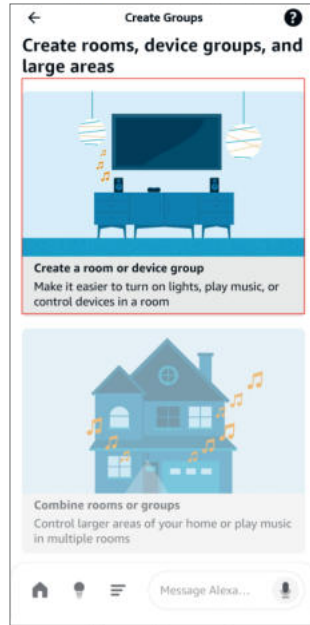 Create Groups
Create rooms, device groups, and
large areas
Create a room or device group
Make it easier to turn on lights, play music, or
control devices in a room
Combine rooms or groups
Control larger areas of your home or play music
in multiple rooms
Message Alexa...